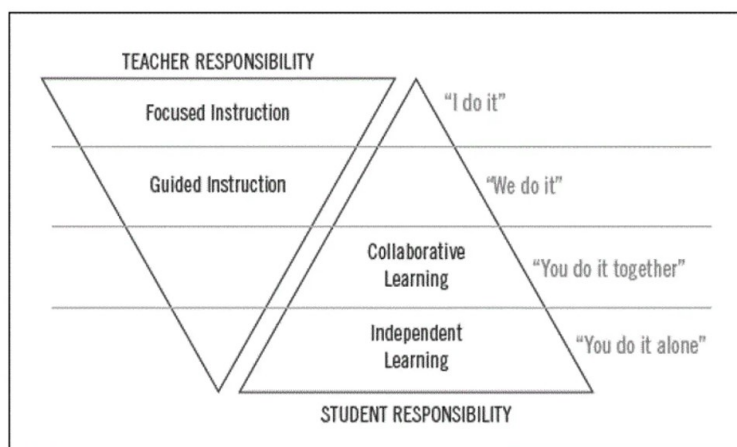 TEACHER RESPONSIBILITY
Focused Instruction
"I do it"
Guided Instruction
"We do it"
Collaborative
Learning
"You do it together"
Independent
Learning
"You do it alone"
STUDENT RESPONSIBILITY